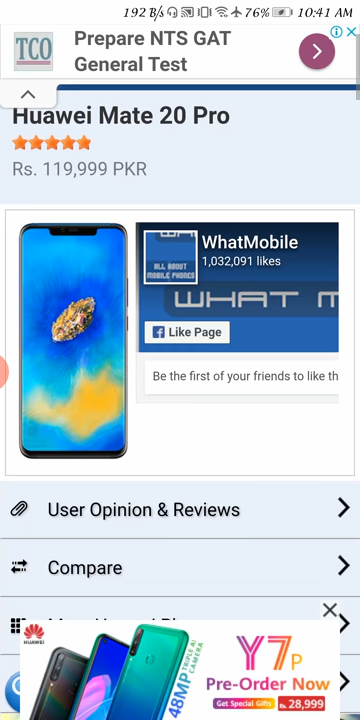 192 B/s 76% 10:41 AM
TCO
Prepare NTS GAT
General Test
Huawei Mate 20 Pro
Rs. 119,999 PKR
WhatMobile
1,032,091 likes
ALL ABOUT
MOBILE PHONES
WHAT M
Like Page
Be the first of your friends to like th
User Opinion & Reviews
Compare
HUAWEI
48MP TRIPLE AI
CAMERA
Y7p
Pre-Order Now
Get Special Gifts Rs 28,999